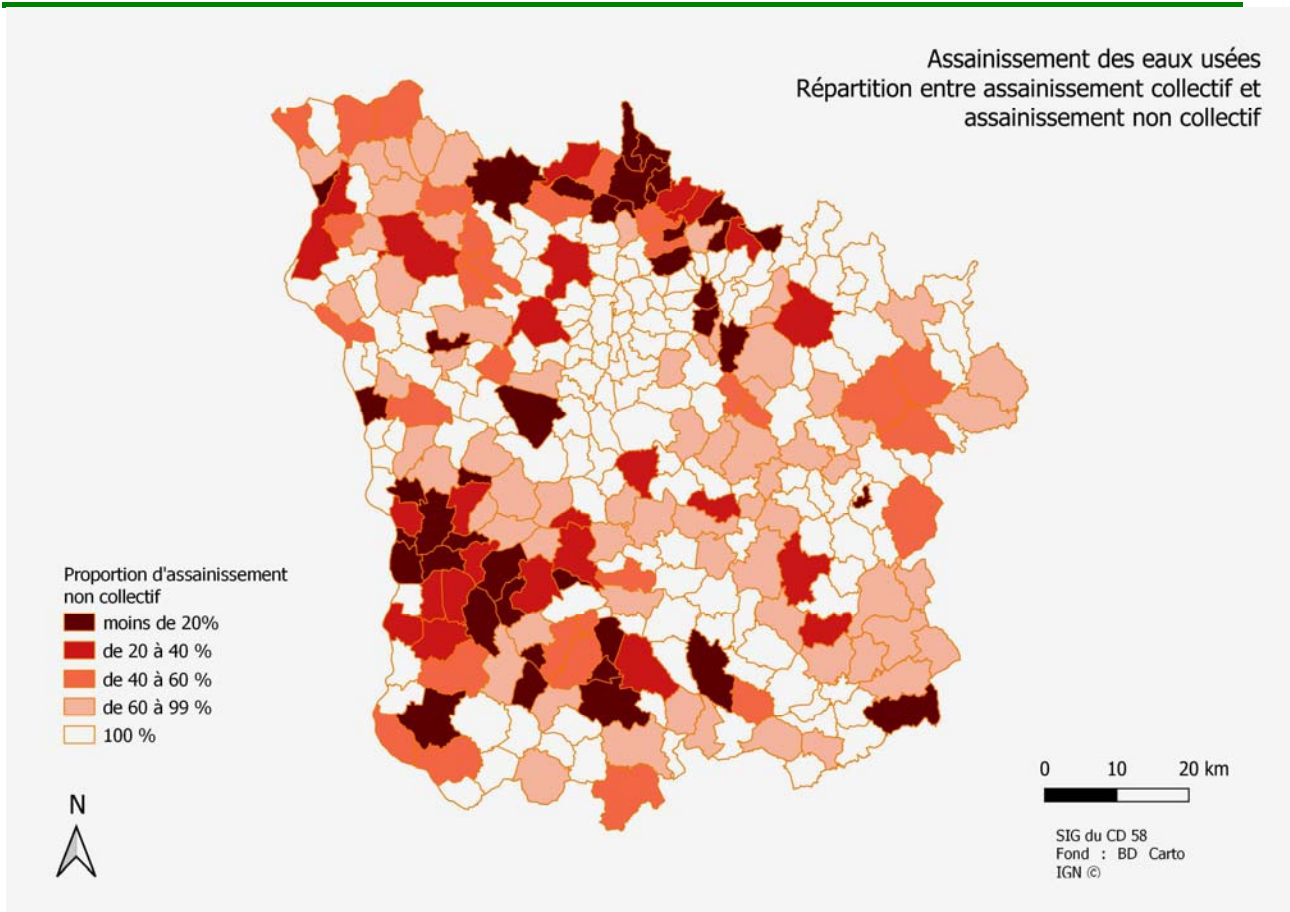 Assainissement des eaux usées
Répartition entre assainissement collectif et
assainissement non collectif
Proportion d'assainissement
non collectif
moins de 20%
de 20 à 40 %
de 40 à 60 %
de 60 à 99 %
100 %
N
0 10 20 km
SIG du CD 58
Fond : BD Carto
IGN ©